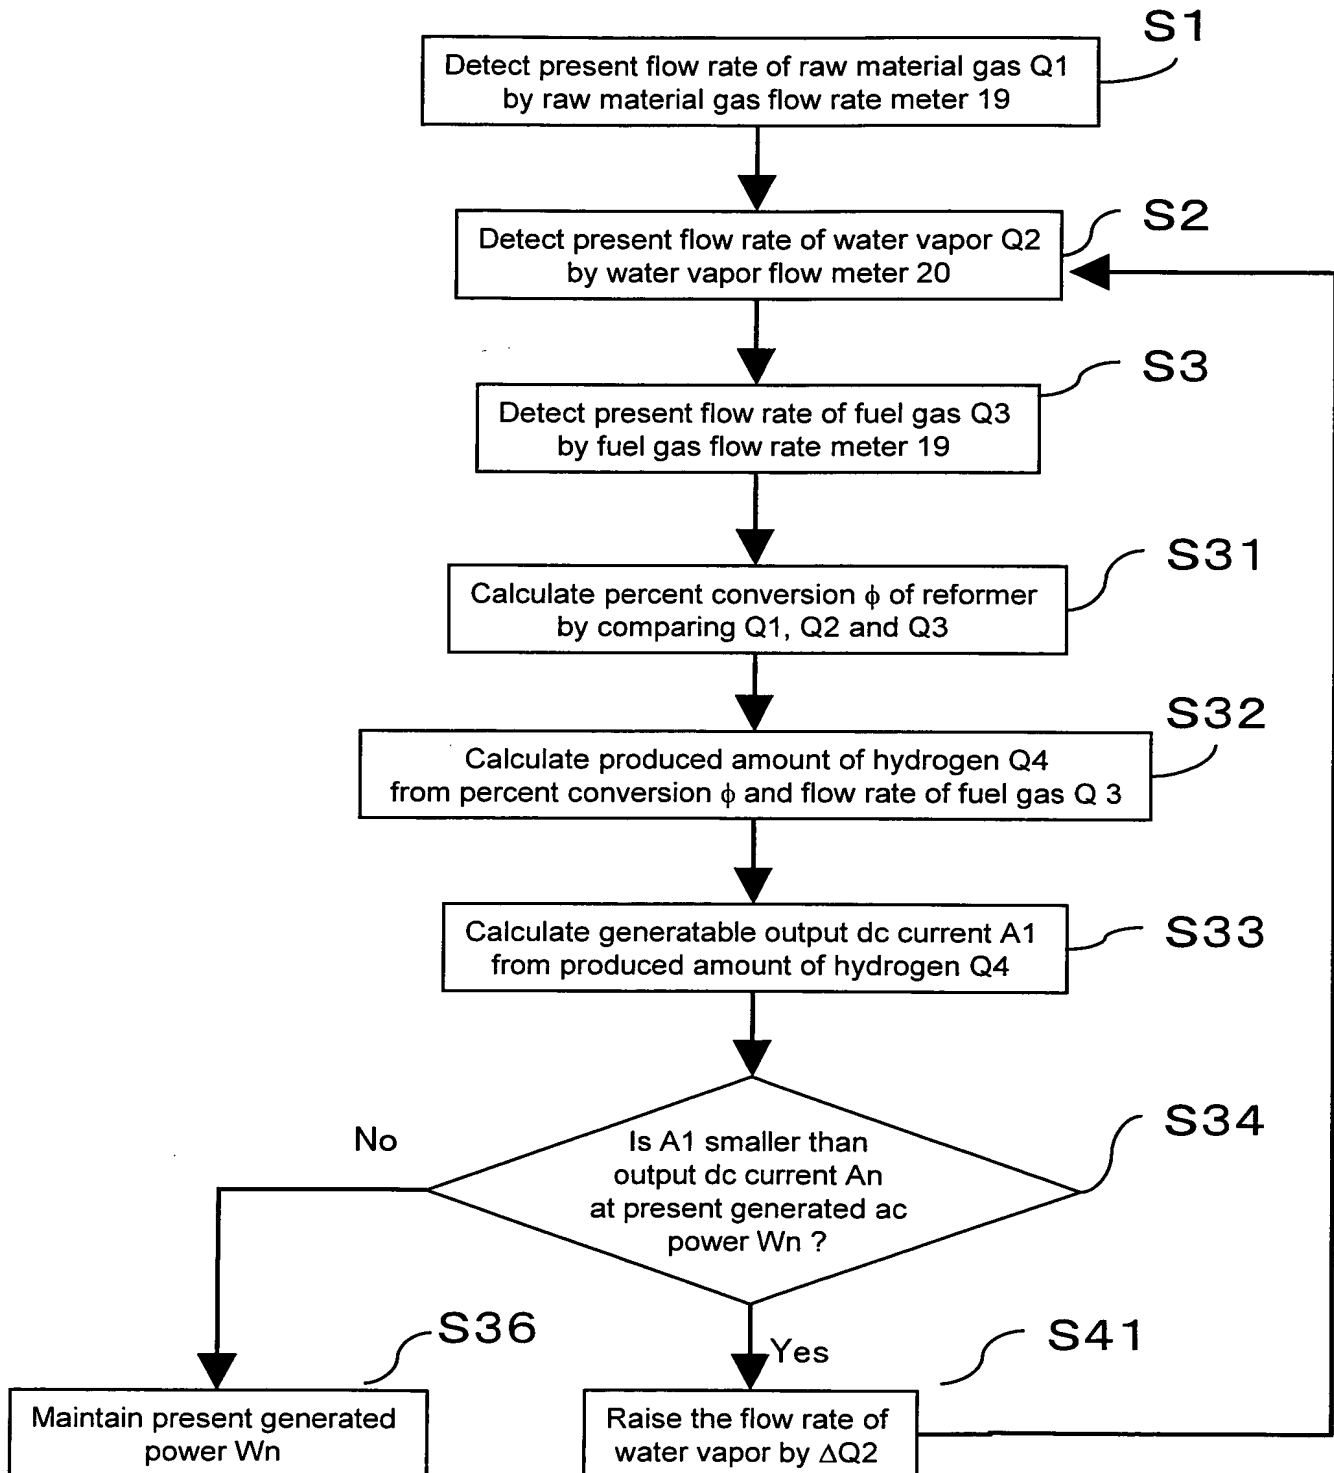 S1
Detect present flow rate of raw material gas Q1
by raw material gas flow rate meter 19
S2
Detect present flow rate of water vapor Q2
by water vapor flow meter 20
S3
Detect present flow rate of fuel gas Q3
by fuel gas flow rate meter 19
S31
Calculate percent conversion ϕ of reformer
by comparing Q1, Q2 and Q3
S32
Calculate produced amount of hydrogen Q4
from percent conversion ϕ and flow rate of fuel gas Q 3
S33
Calculate generatable output dc current A1
from produced amount of hydrogen Q4
S34
No
Is A1 smaller than
output dc current An
at present generated ac
power Wn ?
S36
Yes
S41
Maintain present generated
power Wn
Raise the flow rate of
water vapor by ΔQ2